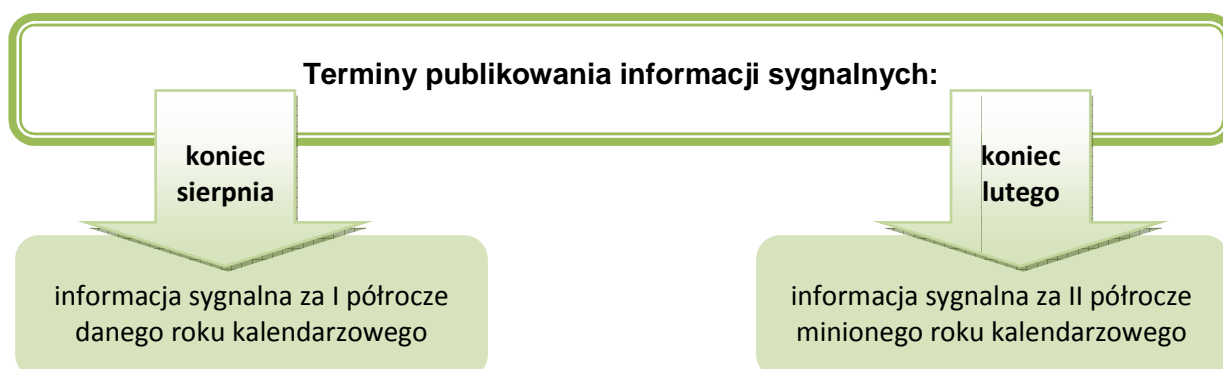 Terminy publikowania informacji sygnalnych:
koniec
sierpnia
informacja sygnalna za I półrocze
danego roku kalendarzowego
koniec
lutego
informacja sygnalna za II półrocze
minionego roku kalendarzowego